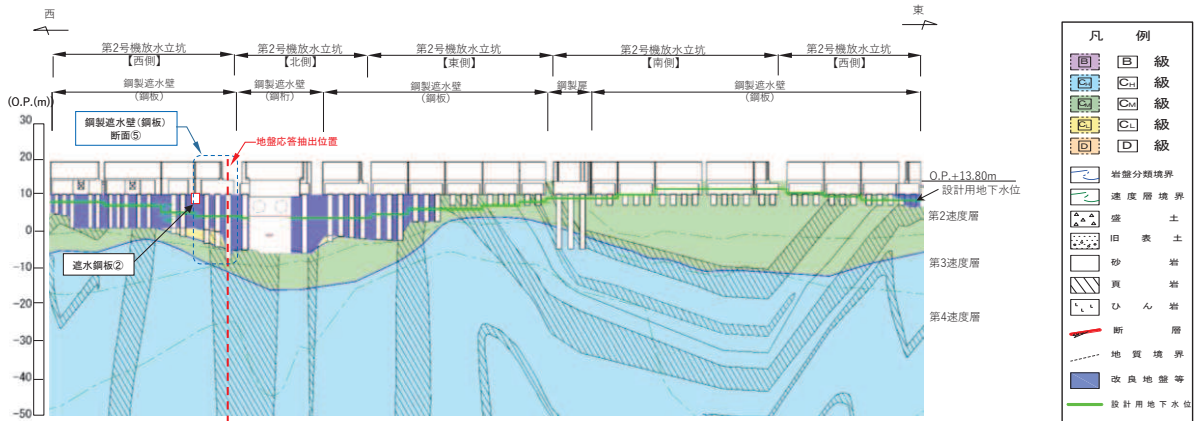 西
東
第2号機放水立坑
【西側】
第2号機放水立坑
【北側】
第2号機放水立坑
【東側】
第2号機放水立坑
【南側】
第2号機放水立坑
【西側】
鋼製遮水壁
(鋼板)
鋼製遮水壁
(鋼桁)
鋼製遮水壁
(鋼板)
鋼製扉
鋼製遮水壁
(鋼板)
(O.P.(m))
30
20
10
0
-10
-20
-30
-40
-50
鋼製遮水壁(鋼板)
断面⑤
地盤応答抽出位置
遮水鋼板②
O.P.+13.80m
設計用地下水位
第2速度層
第3速度層
第4速度層
凡 例
B B 級
CH CH 級
CM CM 級
CL CL 級
D D 級
岩盤分類境界
速度層境界
盛 土
旧 表 土
砂 岩
頁 岩
ひ ん 岩
断 層
地質境界
改良地盤等
設計用地下水位